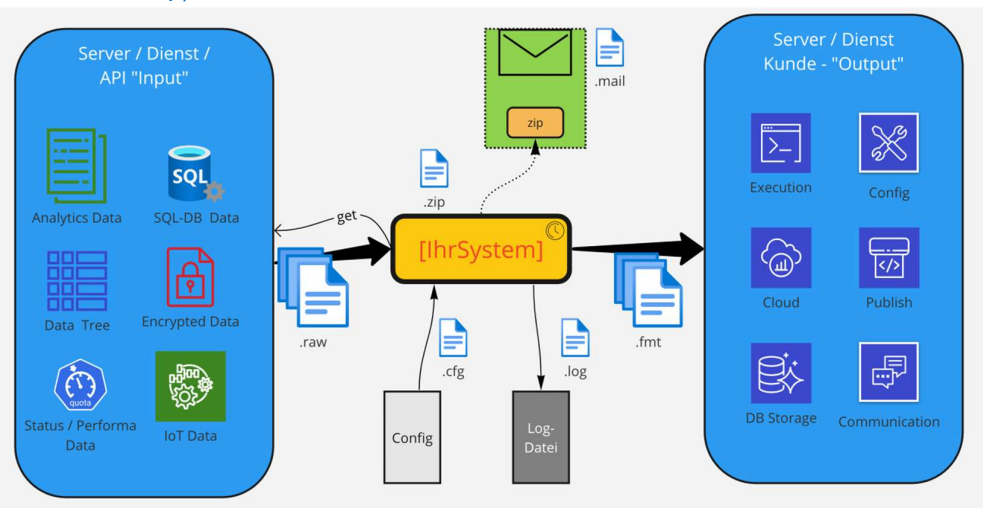 Server / Dienst /
API "Input"
Analytics Data
SQL
SQL-DB  Data
Data  Tree
Encrypted Data
quota
Status / Performa
Data
IoT Data
.mail
zip
.zip
get
[IhrSystem]
.raw
.fmt
.cfg
.log
Config
Log-
Datei
Server / Dienst
Kunde - "Output"
Execution
Config
Cloud
Publish
DB Storage
Communication